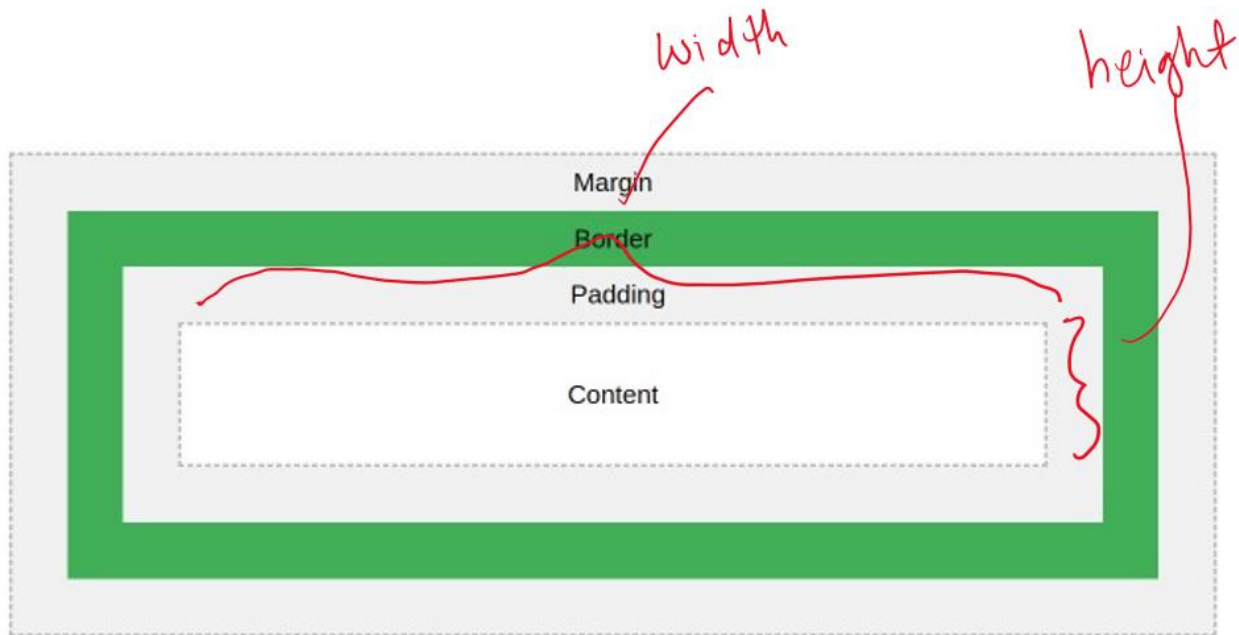 width
height
Margin
Border
Padding
Content